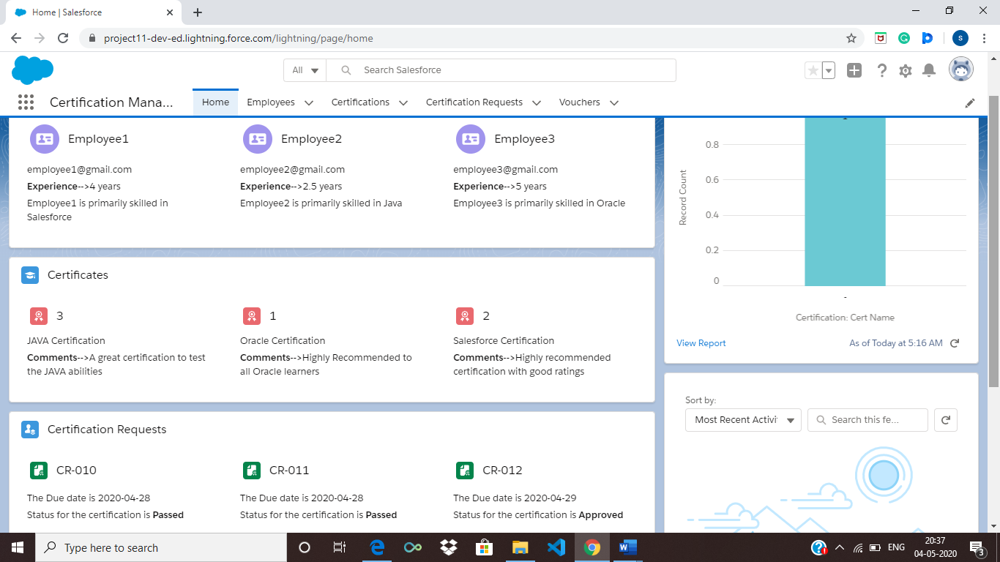 Home | Salesforce
project11-dev-ed.lightning.force.com/lightning/page/home
S
All
Search Salesforce
Certification Mana...
Home
Employees
Certifications
Certification Requests
Vouchers
Employee1
employee1@gmail.com
Experience-->4 years
Employee1 is primarily skilled in
Salesforce
Employee2
employee2@gmail.com
Experience-->2.5 years
Employee2 is primarily skilled in Java
Employee3
employee3@gmail.com
Experience-->5 years
Employee3 is primarily skilled in Oracle
Certificates
3
JAVA Certification
Comments-->A great certification to test
the JAVA abilities
1
Oracle Certification
Comments-->Highly Recommended to
all Oracle learners
2
Salesforce Certification
Comments-->Highly recommended
certification with good ratings
Certification Requests
CR-010
The Due date is 2020-04-28
Status for the certification is Passed
CR-011
The Due date is 2020-04-28
Status for the certification is Passed
CR-012
The Due date is 2020-04-29
Status for the certification is Approved
Record Count
0.8
0.6
0.4
0.2
0
-
Certification: Cert Name
View Report
As of Today at 5:16 AM
Sort by:
Most Recent Activi
Search this fe...
Type here to search
ENG
20:37
04-05-2020
3